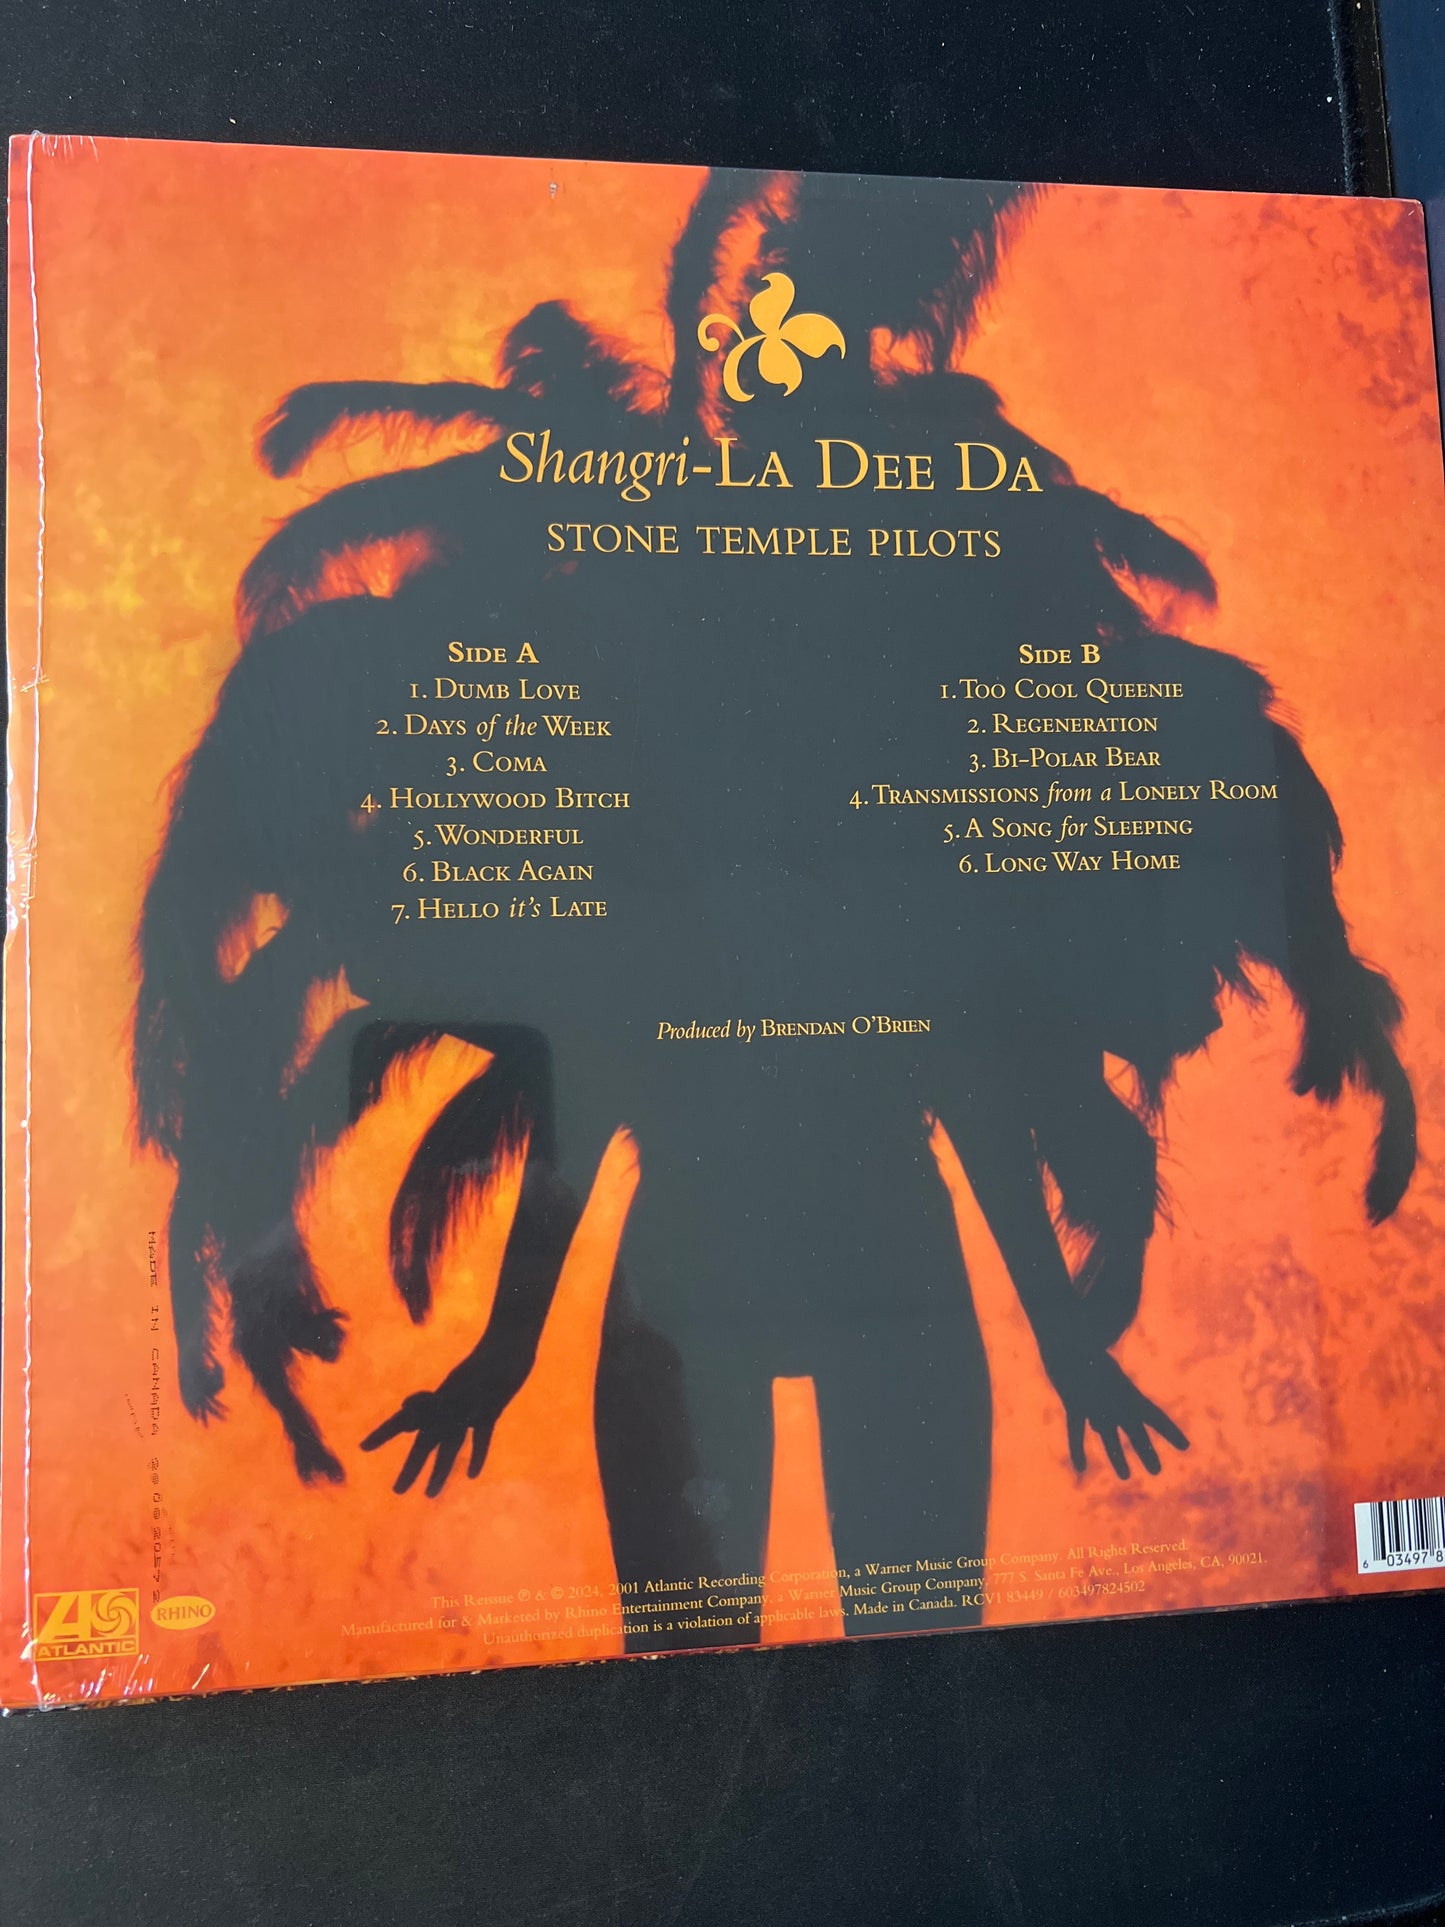 Shangri-La Dee Da
STONE TEMPLE PILOTS
Side A
1. Dumb Love
2. Days of the Week
3. Coma
4. Hollywood Bitch
5. Wonderful
6. Black Again
7. Hello it's Late
Side B
1. Too Cool Queenie
2. Regeneration
3. Bi-Polar Bear
4. Transmissions from a Lonely Room
5. A Song for Sleeping
6. Long Way Home
Produced by Brendan O'Brien
MADE IN CANADA
This Reissue ℗ & © 2024, 2001 Atlantic Recording Corporation, a Warner Music Group Company. All Rights Reserved.
Manufactured for & Marketed by Rhino Entertainment Company, a Warner Music Group Company, 777 S. Santa Fe Ave., Los Angeles, CA, 90021.
Unauthorized duplication is a violation of applicable laws. Made in Canada. RCV1 83449 / 603497824502
ATLANTIC
RHINO
6 03497 8